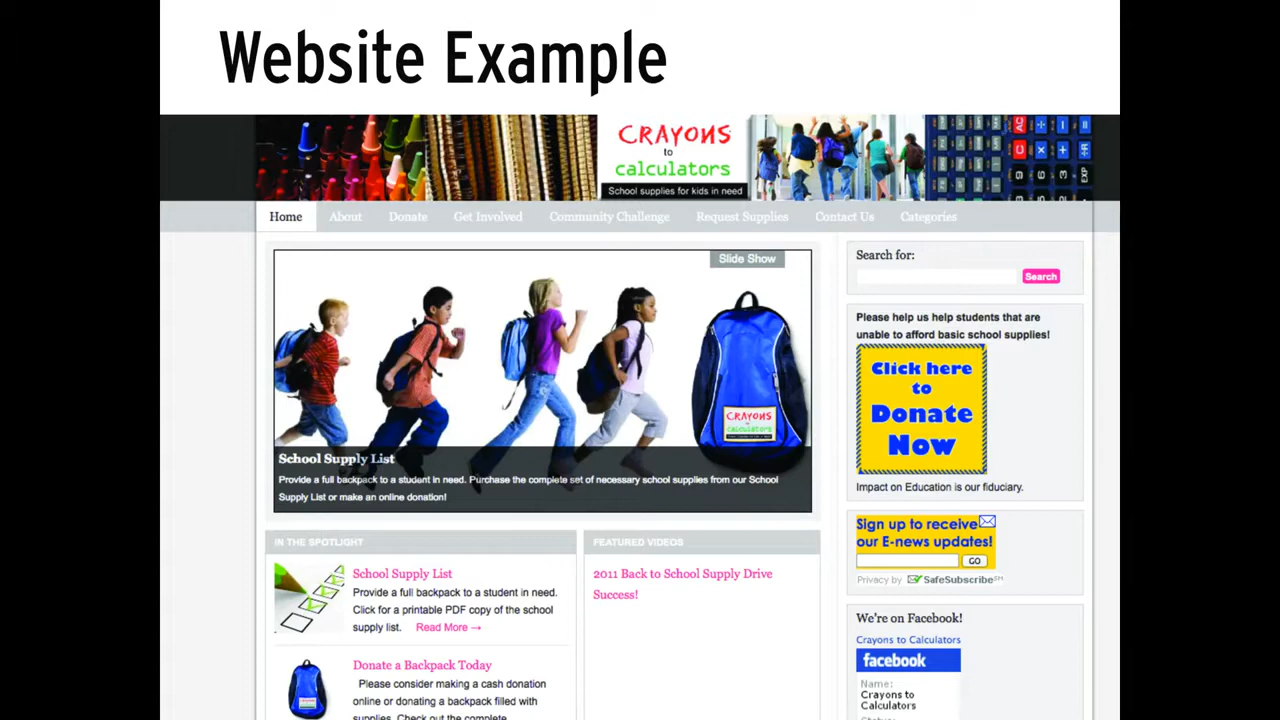 Website Example
CRAYONS
to
calculators
School supplies for kids in need
Home About Donate Get Involved Community Challenge Request Supplies Contact Us Categories
Slide Show
CRAYONS
School Supply List
Provide a full backpack to a student in need. Purchase the complete set of necessary school supplies from our School
Supply List or make an online donation!
IN THE SPOTLIGHT
School Supply List
Provide a full backpack to a student in need.
Click for a printable PDF copy of the school
supply list. Read More →
Donate a Backpack Today
Please consider making a cash donation
online or donating a backpack filled with
supplies. Check out the complete
FEATURED VIDEOS
2011 Back to School Supply Drive
Success!
Search for:
Search
Please help us help students that are
unable to afford basic school supplies!
Click here
to
Donate
Now
Impact on Education is our fiduciary.
Sign up to receive
our E-news updates!
GO
Privacy by SafeSubscribe℠
We're on Facebook!
Crayons to Calculators
facebook
Name:
Crayons to
Calculators